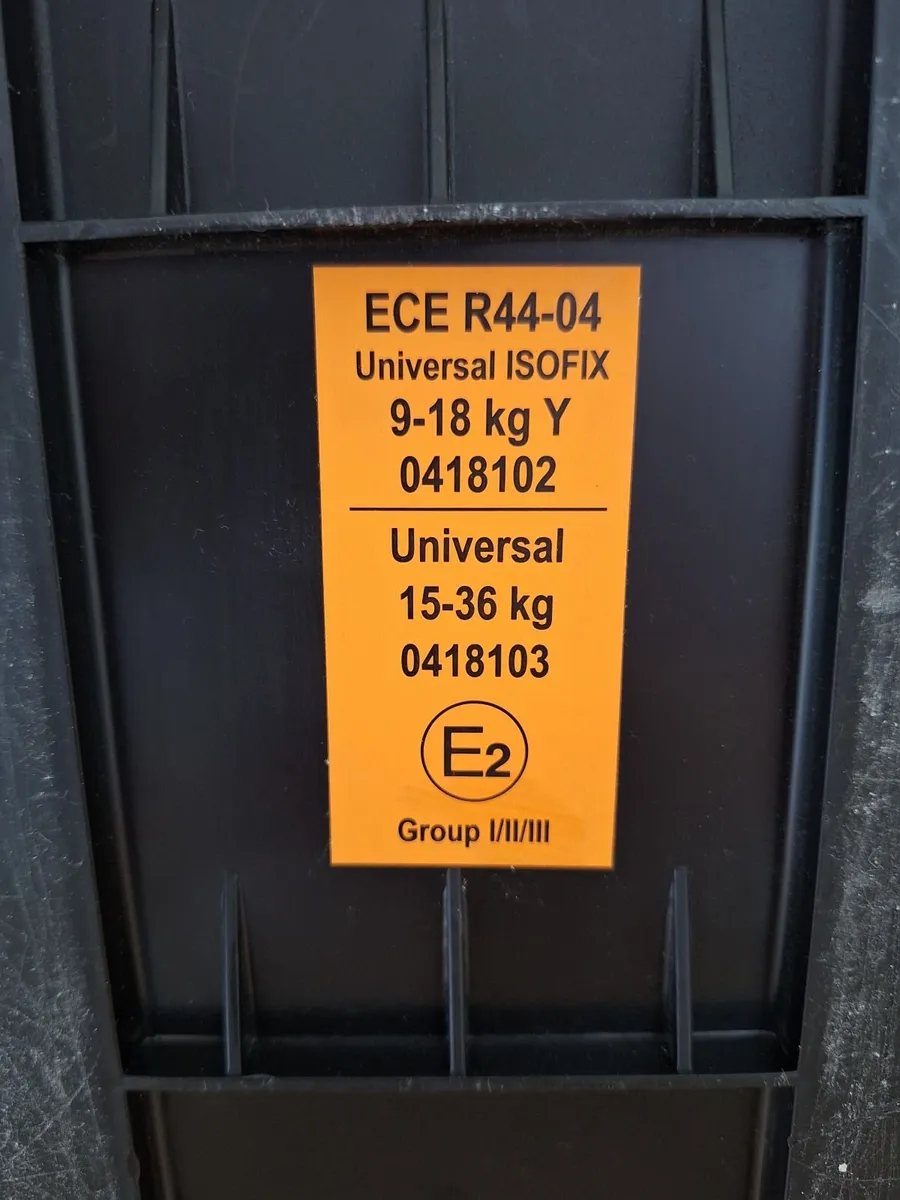 ECE R44-04
Universal ISOFIX
9-18 kg Y
0418102
Universal
15-36 kg
0418103
E2
Group I/II/III